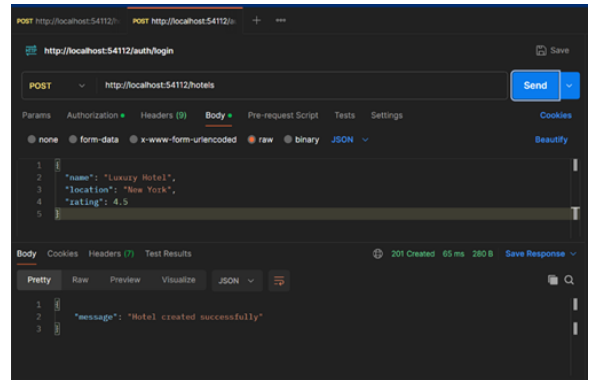 POST http://localhost:54112/h POST http://localhost:54112/a + •••
http://localhost:54112/auth/login Save
POST http://localhost:54112/hotels Send
Params Authorization Headers (9) Body Pre-request Script Tests Settings Cookies
none form-data x-www-form-urlencoded raw binary JSON Beautify
1 {
2 "name": "Luxury Hotel",
3 "location": "New York",
4 "rating": 4.5
5 }
Body Cookies Headers (7) Test Results 201 Created 65 ms 280 B Save Response
Pretty Raw Preview Visualize JSON
1 {
2 "message": "Hotel created successfully"
3 }